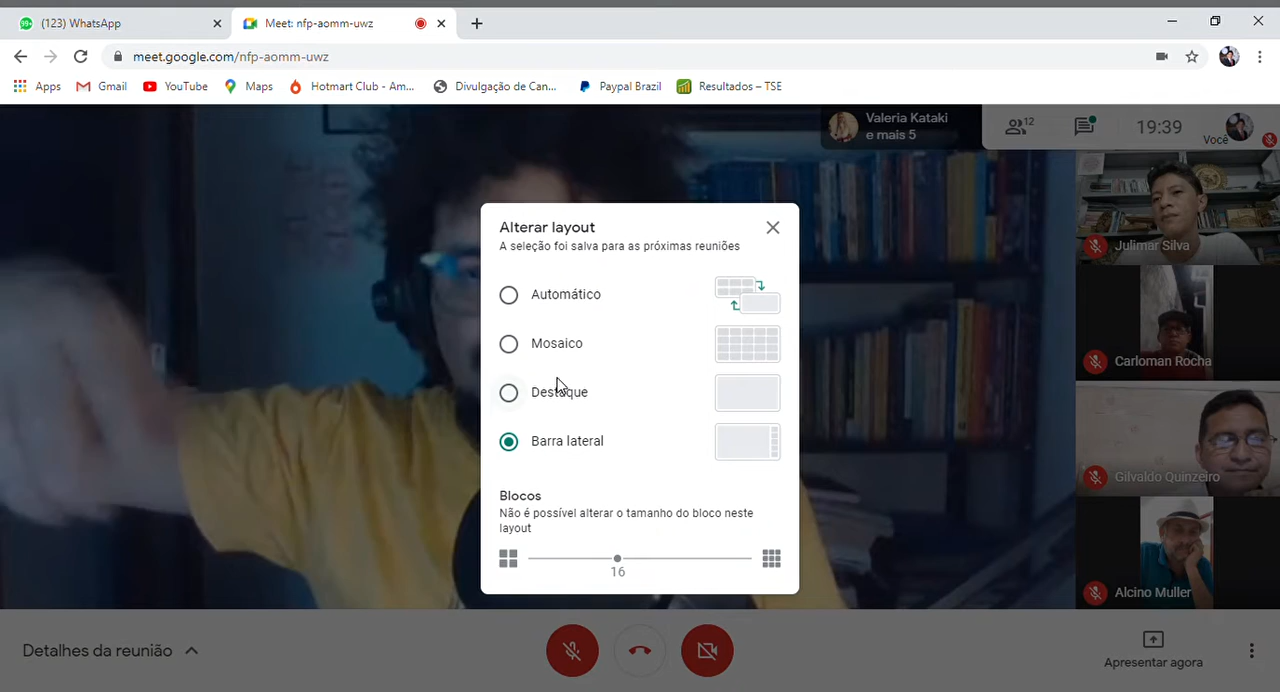 99+ (123) WhatsApp
Meet: nfp-aomm-uwz
meet.google.com/nfp-aomm-uwz
Apps Gmail YouTube Maps Hotmart Club - Am... Divulgação de Can... Paypal Brazil Resultados – TSE
Valeria Kataki
e mais 5
12
19:39
Você
Julimar Silva
Carloman Rocha
Gilvaldo Quinzeiro
Alcino Muller
Alterar layout
A seleção foi salva para as próximas reuniões
Automático
Mosaico
Destaque
Barra lateral
Blocos
Não é possível alterar o tamanho do bloco neste
layout
16
Detalhes da reunião
Apresentar agora